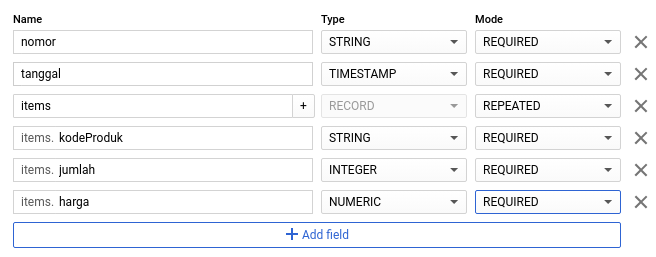 Name Type Mode
nomor STRING REQUIRED
tanggal TIMESTAMP REQUIRED
items + RECORD REPEATED
items. kodeProduk STRING REQUIRED
items. jumlah INTEGER REQUIRED
items. harga NUMERIC REQUIRED
+ Add field